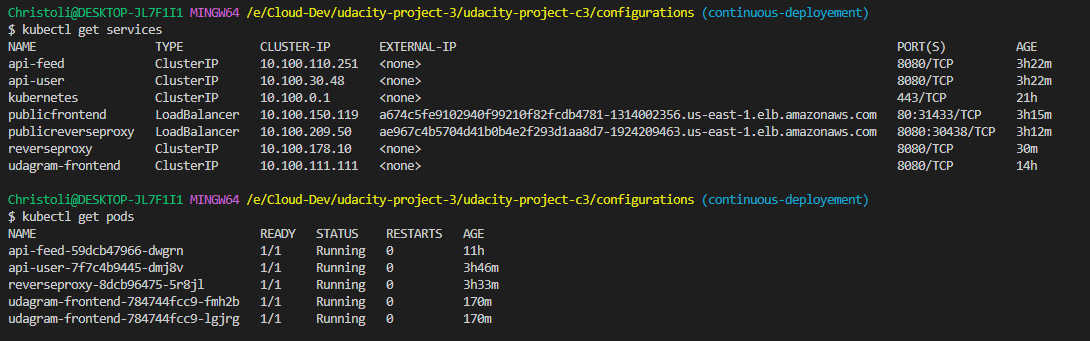 Christoli@DESKTOP-JL7F1I1 MINGW64 /e/Cloud-Dev/udacity-project-3/udacity-project-c3/configurations (continuous-deployement)
$ kubectl get services
NAME TYPE CLUSTER-IP EXTERNAL-IP PORT(S) AGE
api-feed ClusterIP 10.100.110.251 <none> 8080/TCP 3h22m
api-user ClusterIP 10.100.30.48 <none> 8080/TCP 3h22m
kubernetes ClusterIP 10.100.0.1 <none> 443/TCP 21h
publicfrontend LoadBalancer 10.100.150.119 a674c5fe9102940f99210f82fcdb4781-1314002356.us-east-1.elb.amazonaws.com 80:31433/TCP 3h15m
publicreverseproxy LoadBalancer 10.100.209.50 ae967c4b5704d41b0b4e2f293d1aa8d7-1924209463.us-east-1.elb.amazonaws.com 8080:30438/TCP 3h12m
reverseproxy ClusterIP 10.100.178.10 <none> 8080/TCP 30m
udagram-frontend ClusterIP 10.100.111.111 <none> 8080/TCP 14h
Christoli@DESKTOP-JL7F1I1 MINGW64 /e/Cloud-Dev/udacity-project-3/udacity-project-c3/configurations (continuous-deployement)
$ kubectl get pods
NAME READY STATUS RESTARTS AGE
api-feed-59dcb47966-dwgrn 1/1 Running 0 11h
api-user-7f7c4b9445-dmj8v 1/1 Running 0 3h46m
reverseproxy-8dcb96475-5r8jl 1/1 Running 0 3h33m
udagram-frontend-784744fcc9-fmh2b 1/1 Running 0 170m
udagram-frontend-784744fcc9-lgjrg 1/1 Running 0 170m